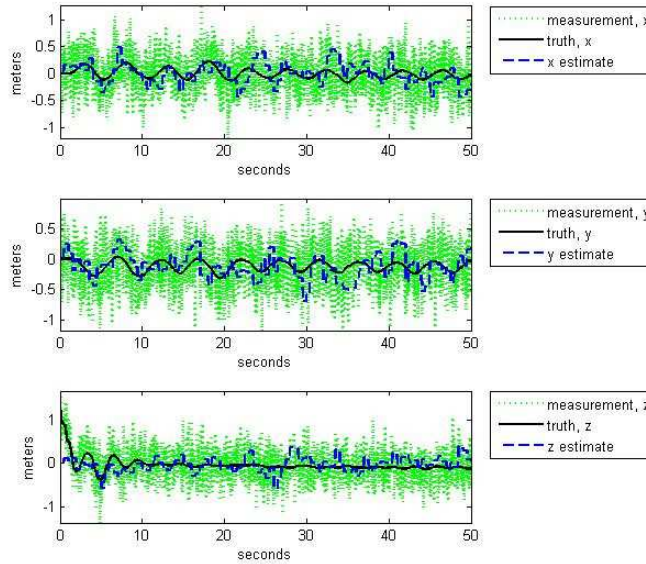 1
0.5
0
-0.5
-1
meters
0 10 20 30 40 50
seconds
measurement, x
truth, x
x estimate
0.5
0
-0.5
-1
meters
0 10 20 30 40 50
seconds
measurement, y
truth, y
y estimate
1
0
-1
meters
0 10 20 30 40 50
seconds
measurement, z
truth, z
z estimate